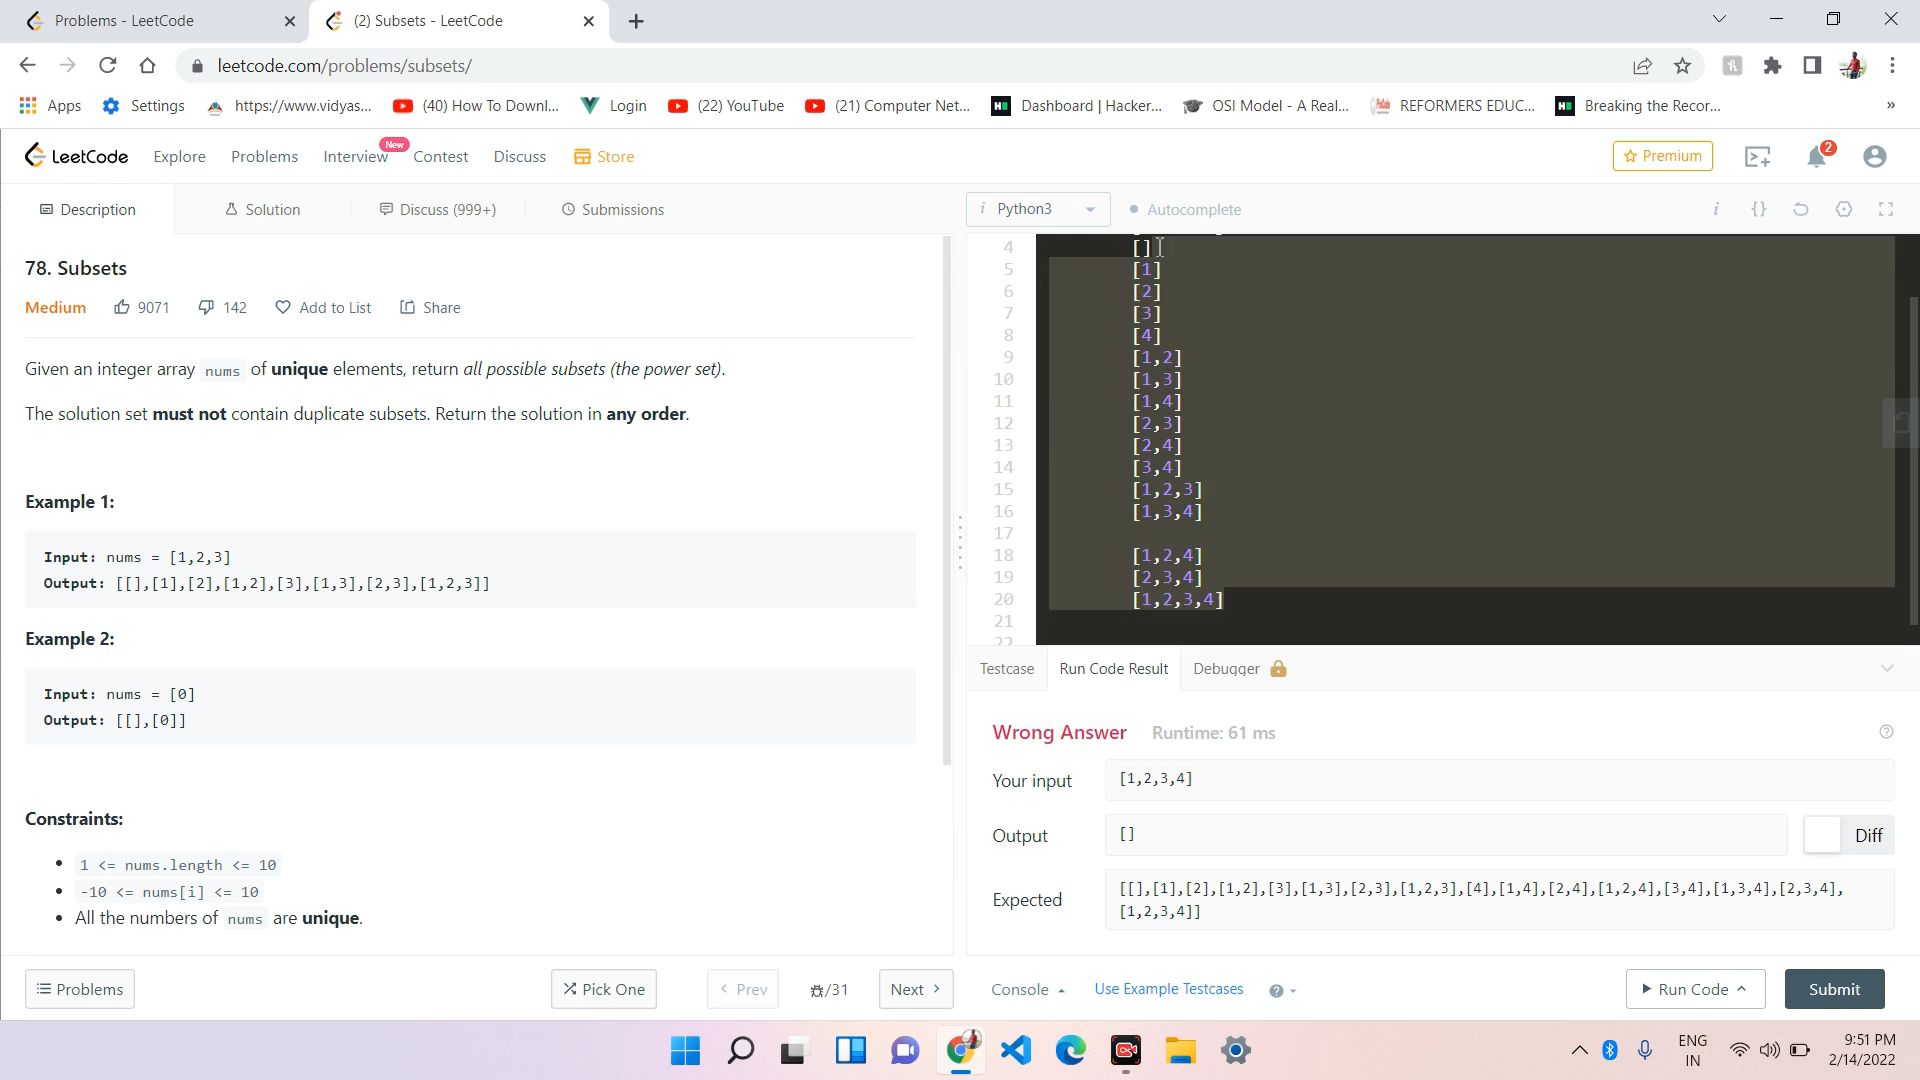 Problems - LeetCode
(2) Subsets - LeetCode
leetcode.com/problems/subsets/
Apps
Settings
https://www.vidyas...
(40) How To Downl...
Login
(22) YouTube
(21) Computer Net...
Dashboard | Hacker...
OSI Model - A Real...
REFORMERS EDUC...
Breaking the Recor...
»
LeetCode
Explore
Problems
Interview
New
Contest
Discuss
Store
Premium
2
Description
Solution
Discuss (999+)
Submissions
Python3
Autocomplete
78. Subsets
Medium
9071
142
Add to List
Share
Given an integer array nums of unique elements, return all possible subsets (the power set).
The solution set must not contain duplicate subsets. Return the solution in any order.
Example 1:
Input: nums = [1,2,3]
Output: [[],[1],[2],[1,2],[3],[1,3],[2,3],[1,2,3]]
Example 2:
Input: nums = [0]
Output: [[],[0]]
Constraints:
• 1 <= nums.length <= 10
• -10 <= nums[i] <= 10
• All the numbers of nums are unique.
4 []
5 [1]
6 [2]
7 [3]
8 [4]
9 [1,2]
10 [1,3]
11 [1,4]
12 [2,3]
13 [2,4]
14 [3,4]
15 [1,2,3]
16 [1,3,4]
17
18 [1,2,4]
19 [2,3,4]
20 [1,2,3,4]
21
22
Testcase
Run Code Result
Debugger
Wrong Answer
Runtime: 61 ms
Your input
[1,2,3,4]
Output
[]
Diff
Expected
[[],[1],[2],[1,2],[3],[1,3],[2,3],[1,2,3],[4],[1,4],[2,4],[1,2,4],[3,4],[1,3,4],[2,3,4],
[1,2,3,4]]
Problems
Pick One
Prev
/31
Next
Console
Use Example Testcases
Run Code
Submit
ENG
IN
9:51 PM
2/14/2022